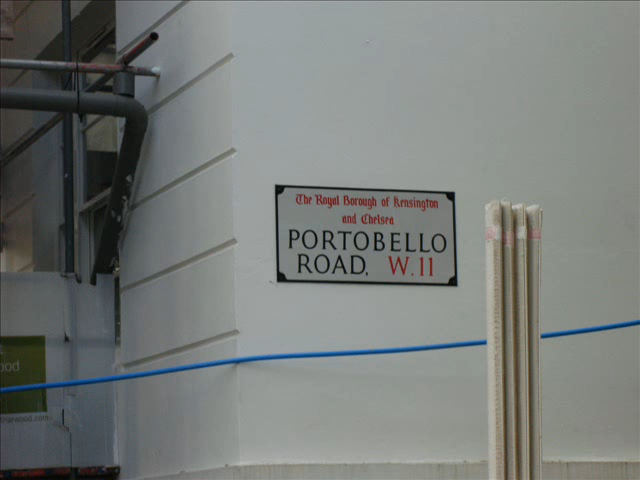 The Royal Borough of Kensington
and Chelsea
PORTOBELLO
ROAD, W.11